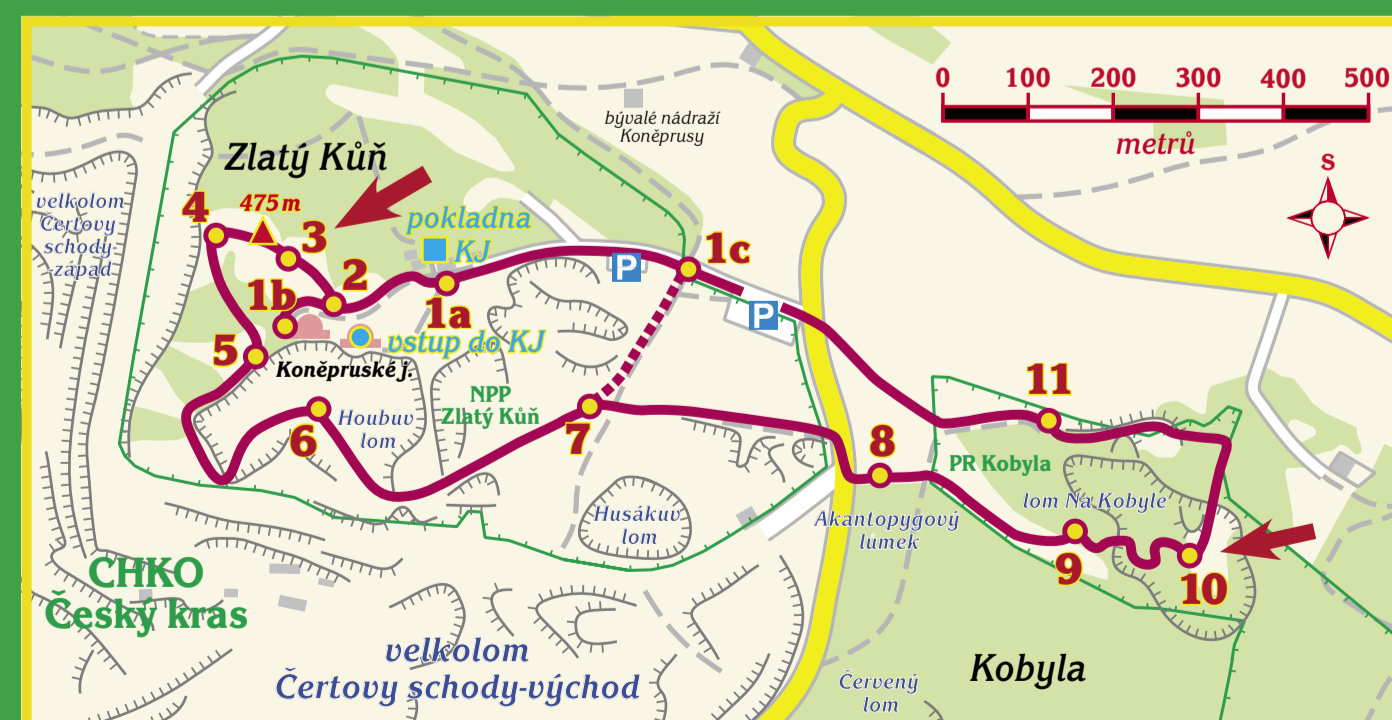 0 100 200 300 400 500
metrů
S
bývalé nádraží
Koněprusy
Zlatý Kůň
475 m
velkolom
Čertovy
schody-
-západ
4
3
pokladna
KJ
1c
P
P
2
1b
1a
vstup do KJ
5
Koněpruské j.
NPP
Zlatý Kůň
Houbuv
lom
6
7
8
11
PR Kobyla
lom Na Kobyle
Husákuv
lom
Akantopygový
lumek
9
10
CHKO
Český kras
velkolom
Čertovy schody-východ
Kobyla
Červený
lom